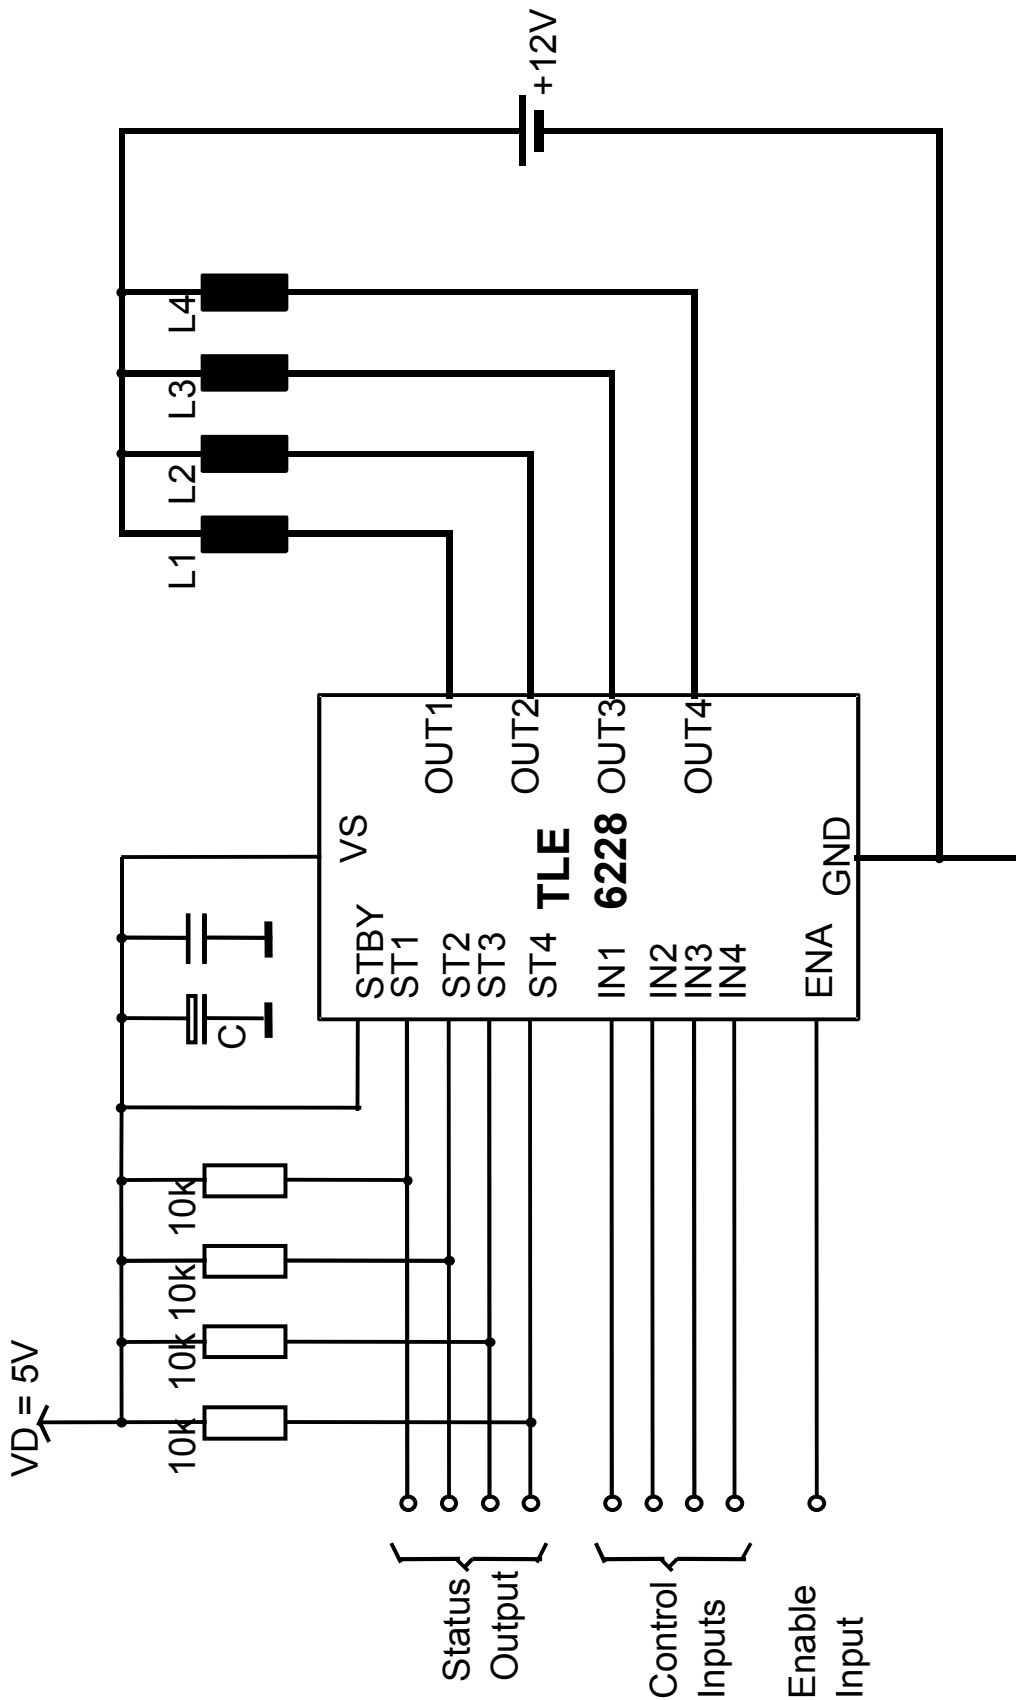 VD = 5V
10k
10k
10k
10k
C
L1
L2
L3
L4
+12V
VS
STBY
ST1
ST2
ST3
ST4
IN1
IN2
IN3
IN4
ENA
TLE
6228
OUT1
OUT2
OUT3
OUT4
GND
Status
Output
Control
Inputs
Enable
Input